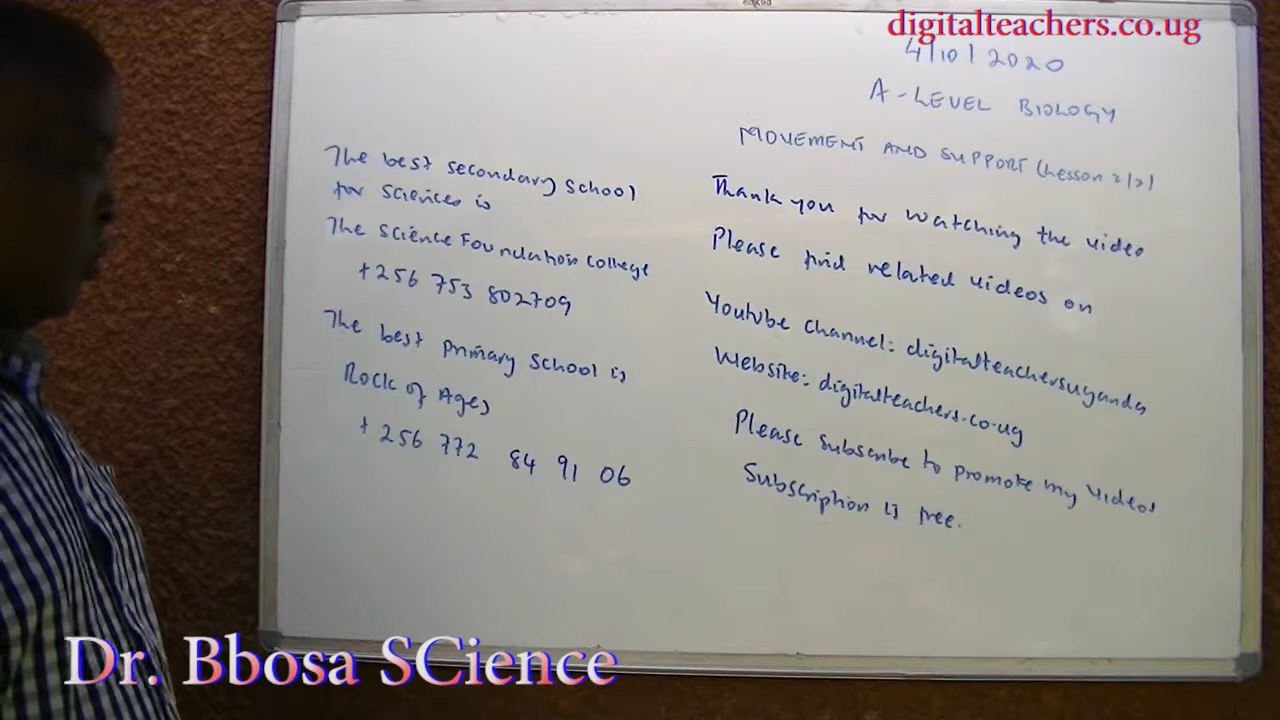 digitalteachers.co.ug
4/10/2020
A-LEVEL BIOLOGY
MOVEMENT AND SUPPORT (Lesson 2/2)
The best secondary school
for sciences is
The Science Foundation College
+256 753 802709
The best primary school is
Rock of Ages
+256 772 84 91 06
Thank you for watching the video
Please find related videos on
Youtube channel: digitalteachersuganda
Website: digitalteachers.co.ug
Please subscribe to promote my videos
Subscription is free.
Dr. Bbosa SCience